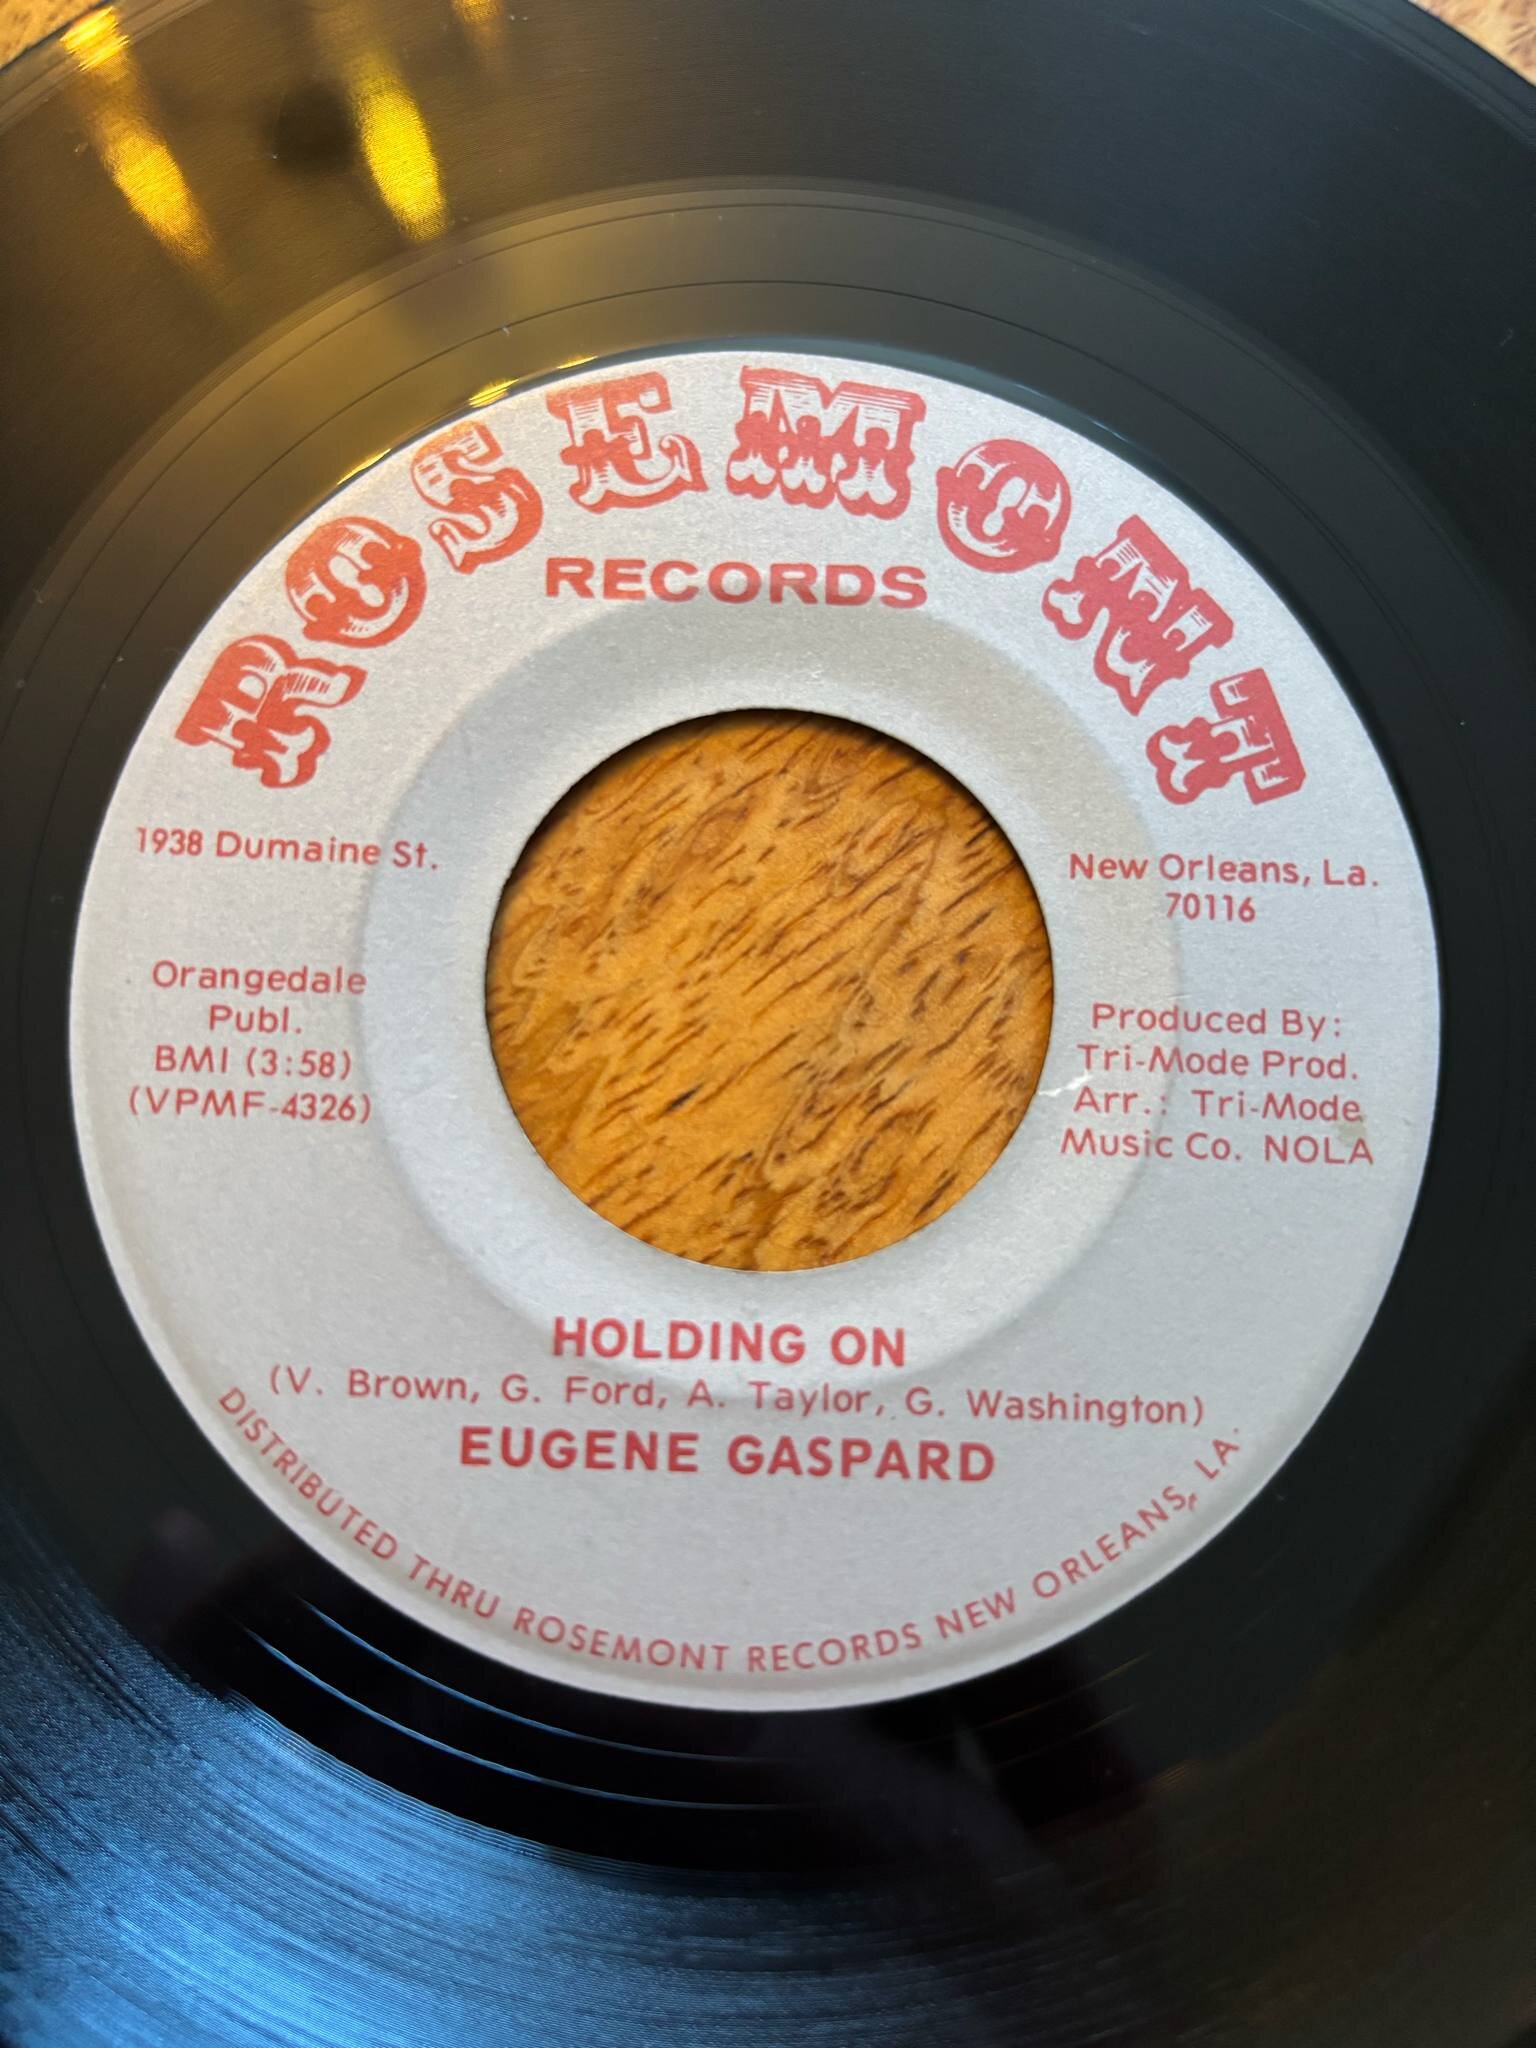 ROSEMONT
RECORDS
1938 Dumaine St.
New Orleans, La.
70116
Orangedale
Publ.
BMI (3:58)
(VPMF-4326)
Produced By:
Tri-Mode Prod.
Arr.: Tri-Mode
Music Co. NOLA
HOLDING ON
(V. Brown, G. Ford, A. Taylor, G. Washington)
EUGENE GASPARD
DISTRIBUTED THRU ROSEMONT RECORDS NEW ORLEANS, LA.